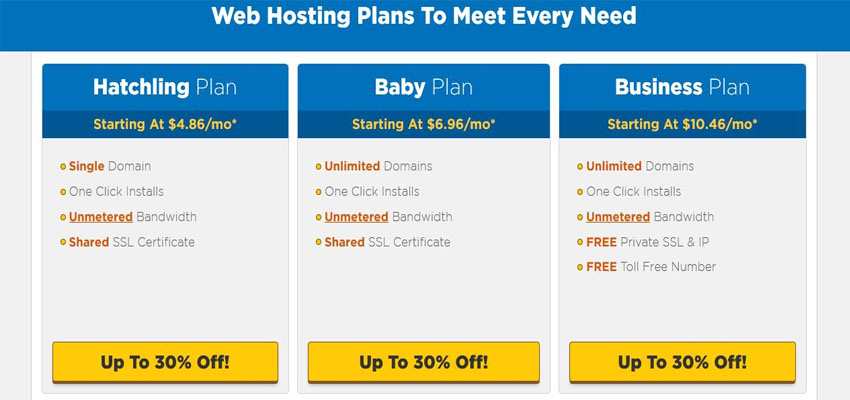 Web Hosting Plans To Meet Every Need
Hatchling Plan
Starting At $4.86/mo*
Single Domain
One Click Installs
Unmetered Bandwidth
Shared SSL Certificate
Up To 30% Off!
Baby Plan
Starting At $6.96/mo*
Unlimited Domains
One Click Installs
Unmetered Bandwidth
Shared SSL Certificate
Up To 30% Off!
Business Plan
Starting At $10.46/mo*
Unlimited Domains
One Click Installs
Unmetered Bandwidth
FREE Private SSL & IP
FREE Toll Free Number
Up To 30% Off!